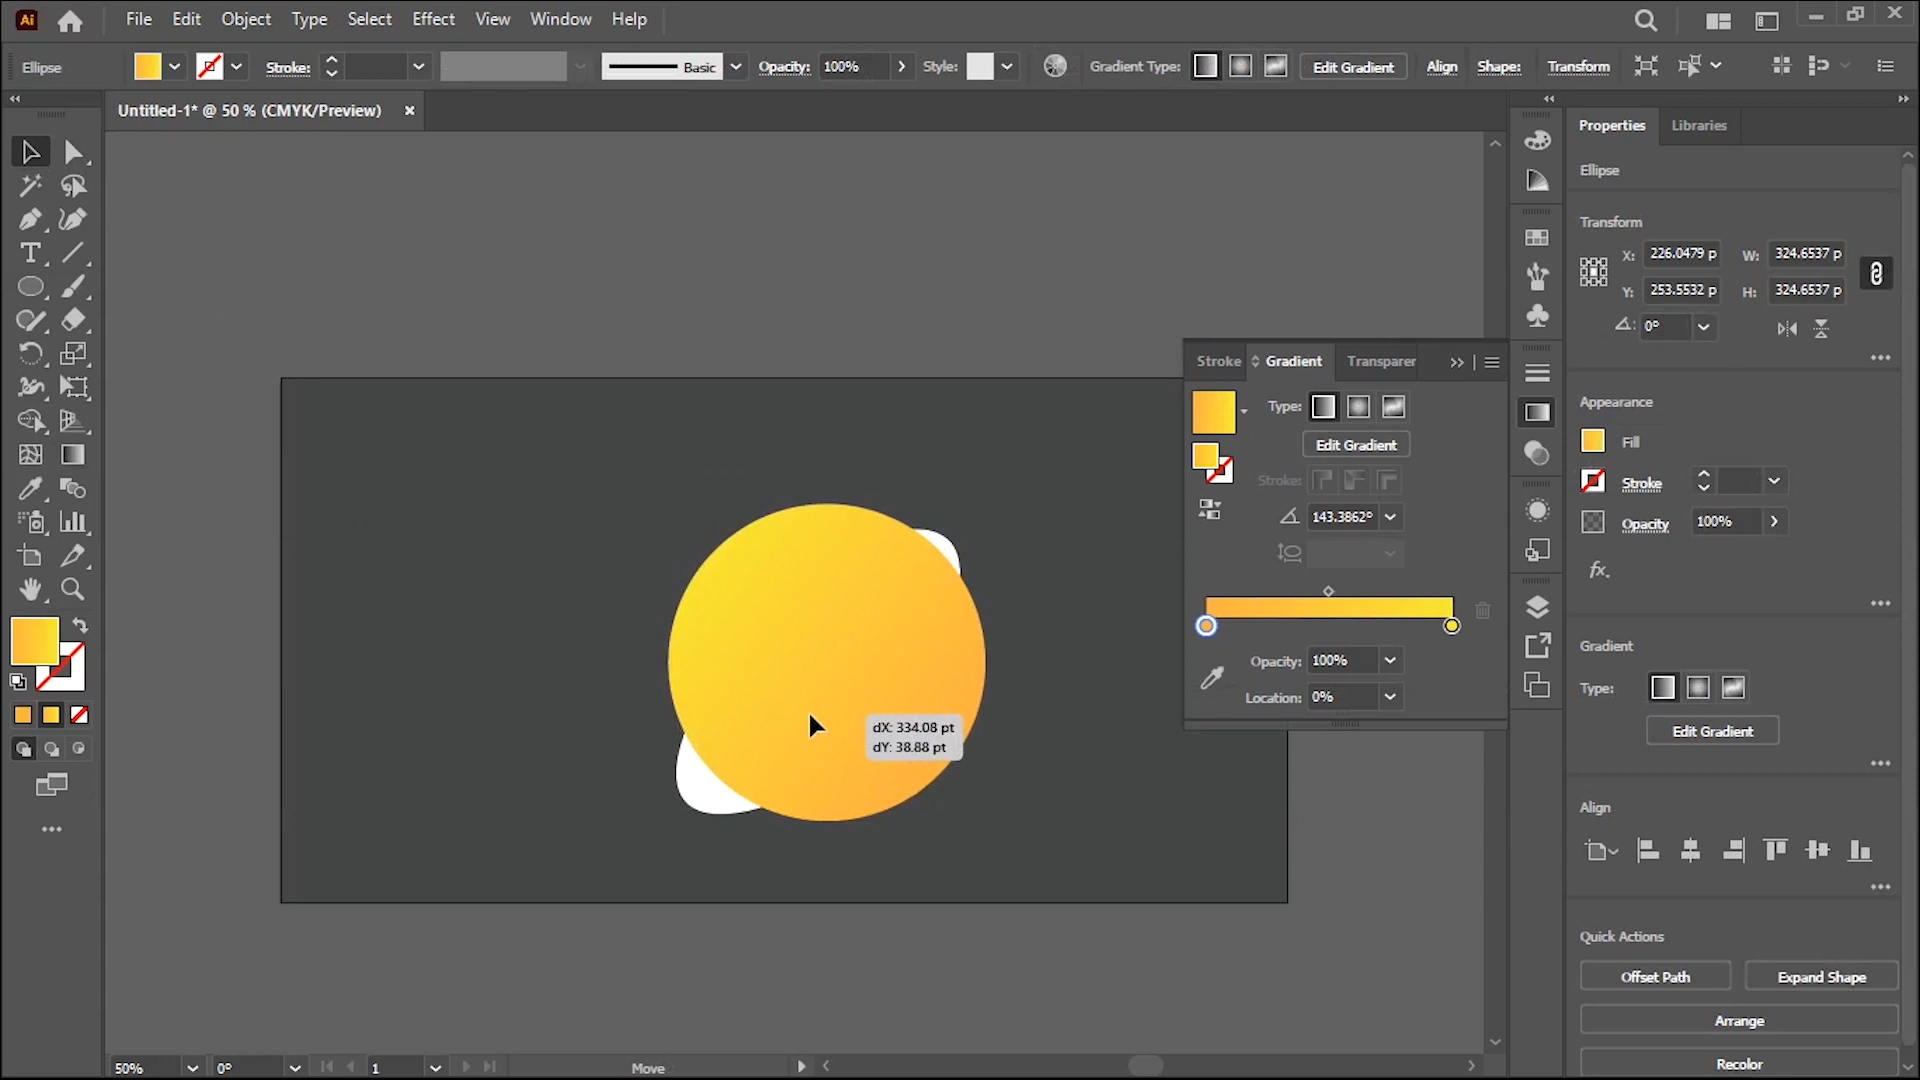 Ai File Edit Object Type Select Effect View Window Help
Ellipse Stroke: Basic Opacity: 100% Style: Gradient Type: Edit Gradient Align Shape: Transform
Untitled-1* @ 50 % (CMYK/Preview)
Properties Libraries
Ellipse
Transform
X: 226.0479 p W: 324.6537 p
Y: 253.5532 p H: 324.6537 p
0°
Stroke Gradient Transparer
Type:
Edit Gradient
Stroke:
143.3862°
Opacity: 100%
Location: 0%
Appearance
Fill
Stroke
Opacity 100%
fx.
Gradient
Type:
Edit Gradient
dX: 334.08 pt
dY: 38.88 pt
Align
Quick Actions
Offset Path Expand Shape
Arrange
Recolor
50% 0° 1 Move